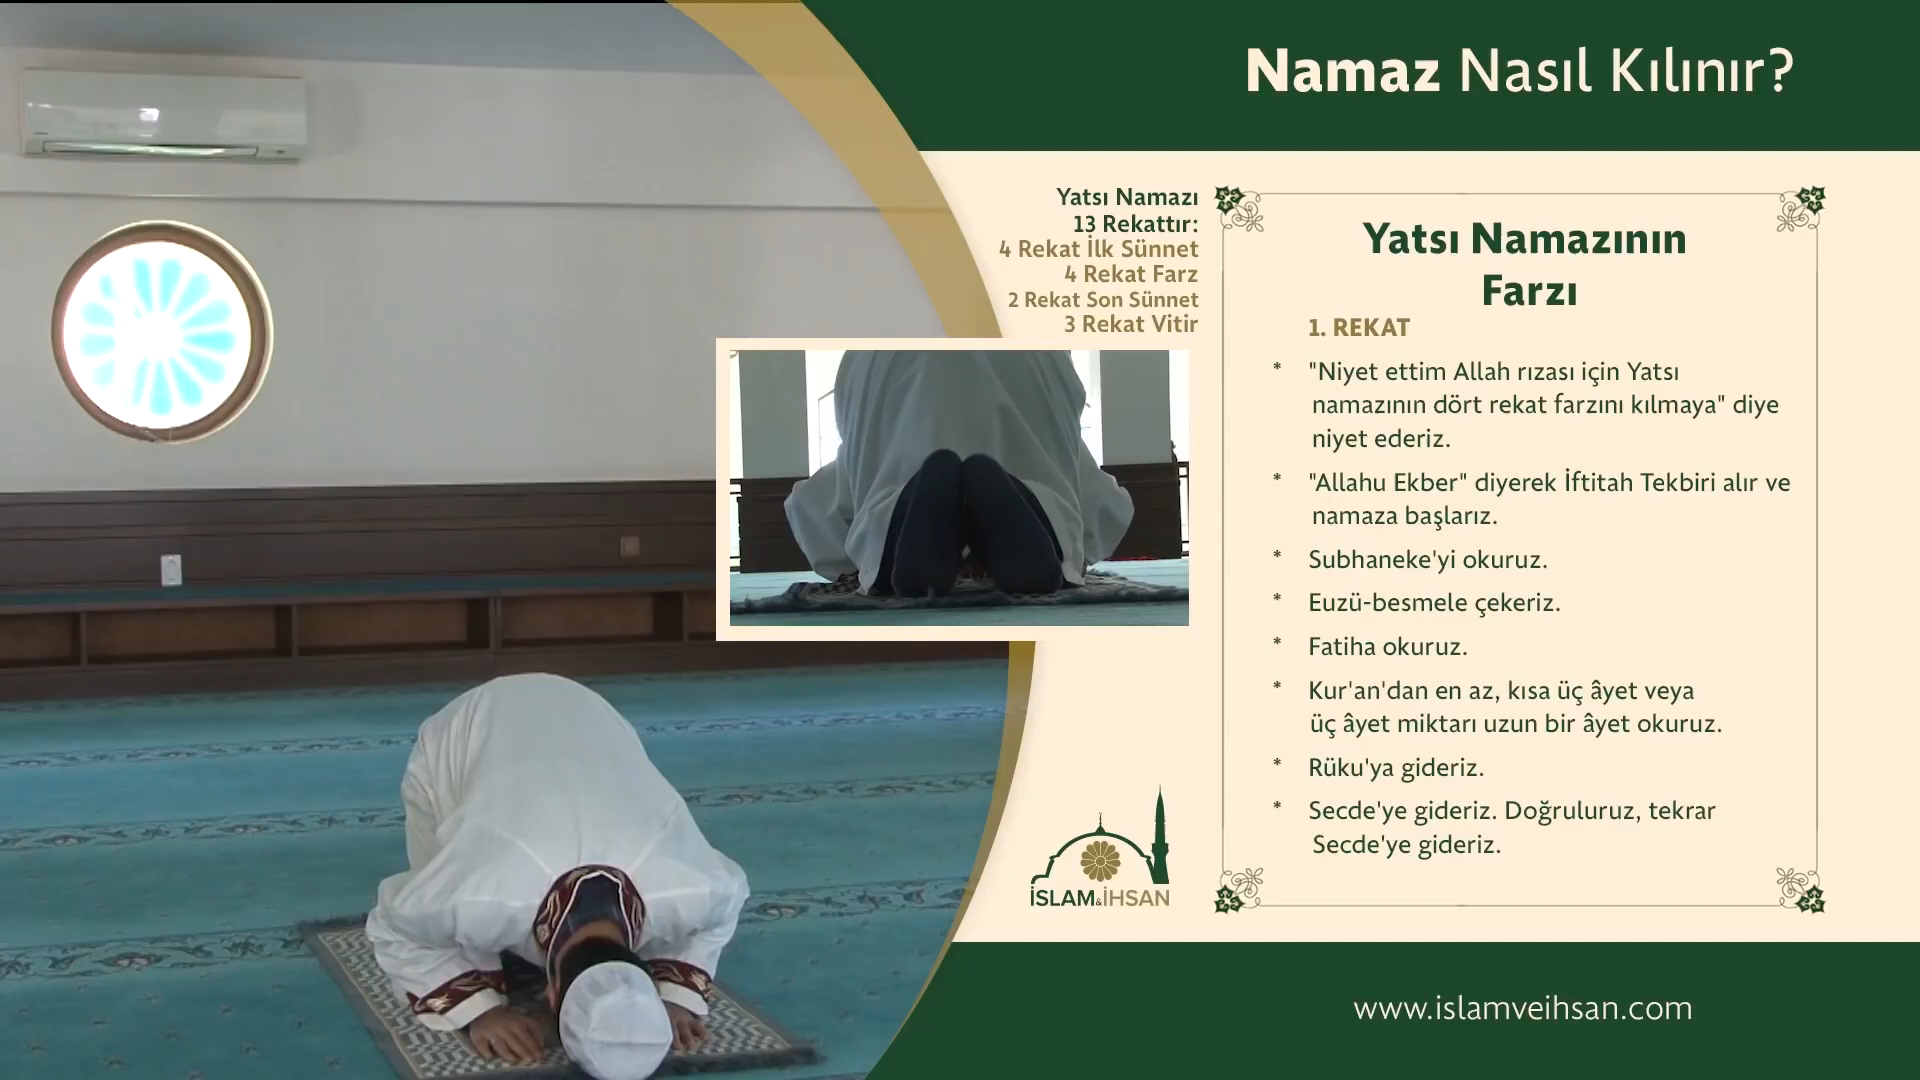 Namaz Nasıl Kılınır?
Yatsı Namazı
13 Rekattır:
4 Rekat İlk Sünnet
4 Rekat Farz
2 Rekat Son Sünnet
3 Rekat Vitir
Yatsı Namazının
Farzı
1. REKAT
* "Niyet ettim Allah rızası için Yatsı
namazının dört rekat farzını kılmaya" diye
niyet ederiz.
* "Allahu Ekber" diyerek İftitah Tekbiri alır ve
namaza başlarız.
* Subhaneke'yi okuruz.
* Euzü-besmele çekeriz.
* Fatiha okuruz.
* Kur'an'dan en az, kısa üç âyet veya
üç âyet miktarı uzun bir âyet okuruz.
* Rüku'ya gideriz.
* Secde'ye gideriz. Doğruluruz, tekrar
Secde'ye gideriz.
İSLAM&İHSAN
www.islamveihsan.com